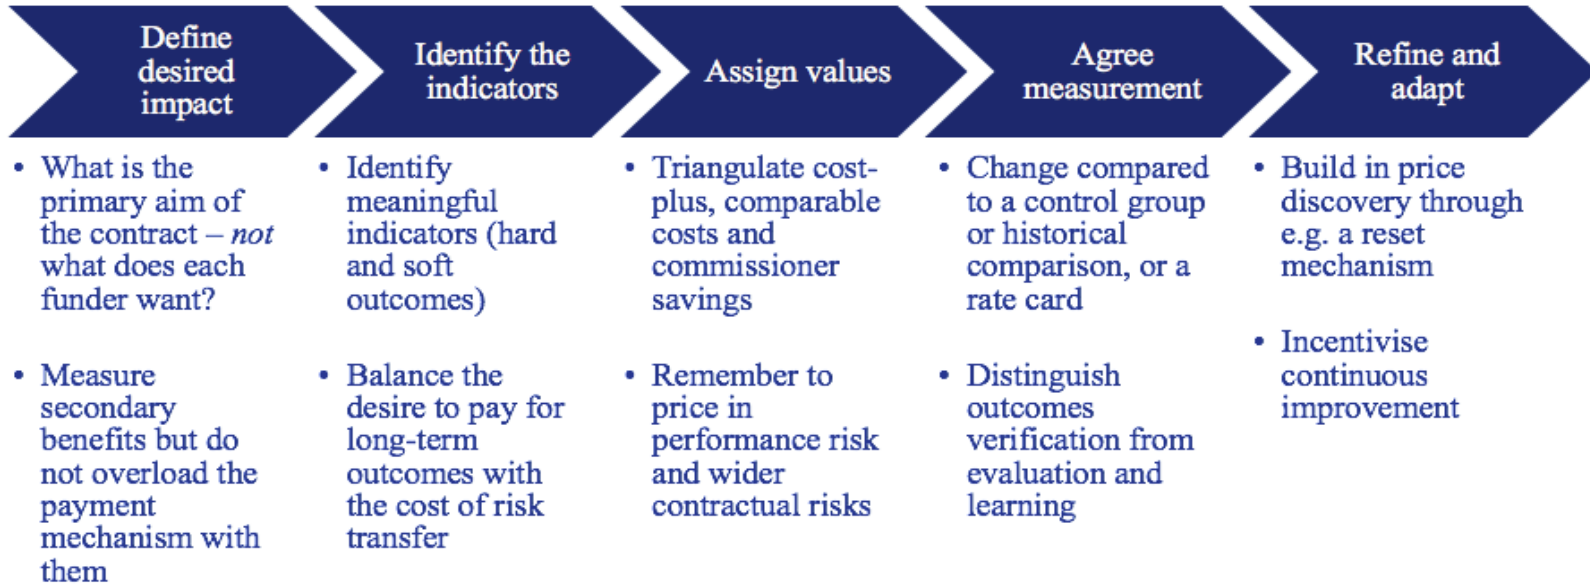 Define
desired
impact
Identify the
indicators
Assign values
Agree
measurement
Refine and
adapt
• What is the
primary aim of
the contract – not
what does each
funder want?
• Measure
secondary
benefits but do
not overload the
payment
mechanism with
them
• Identify
meaningful
indicators (hard
and soft
outcomes)
• Balance the
desire to pay for
long-term
outcomes with
the cost of risk
transfer
• Triangulate cost-
plus, comparable
costs and
commissioner
savings
• Remember to
price in
performance risk
and wider
contractual risks
• Change compared
to a control group
or historical
comparison, or a
rate card
• Distinguish
outcomes
verification from
evaluation and
learning
• Build in price
discovery through
e.g. a reset
mechanism
• Incentivise
continuous
improvement